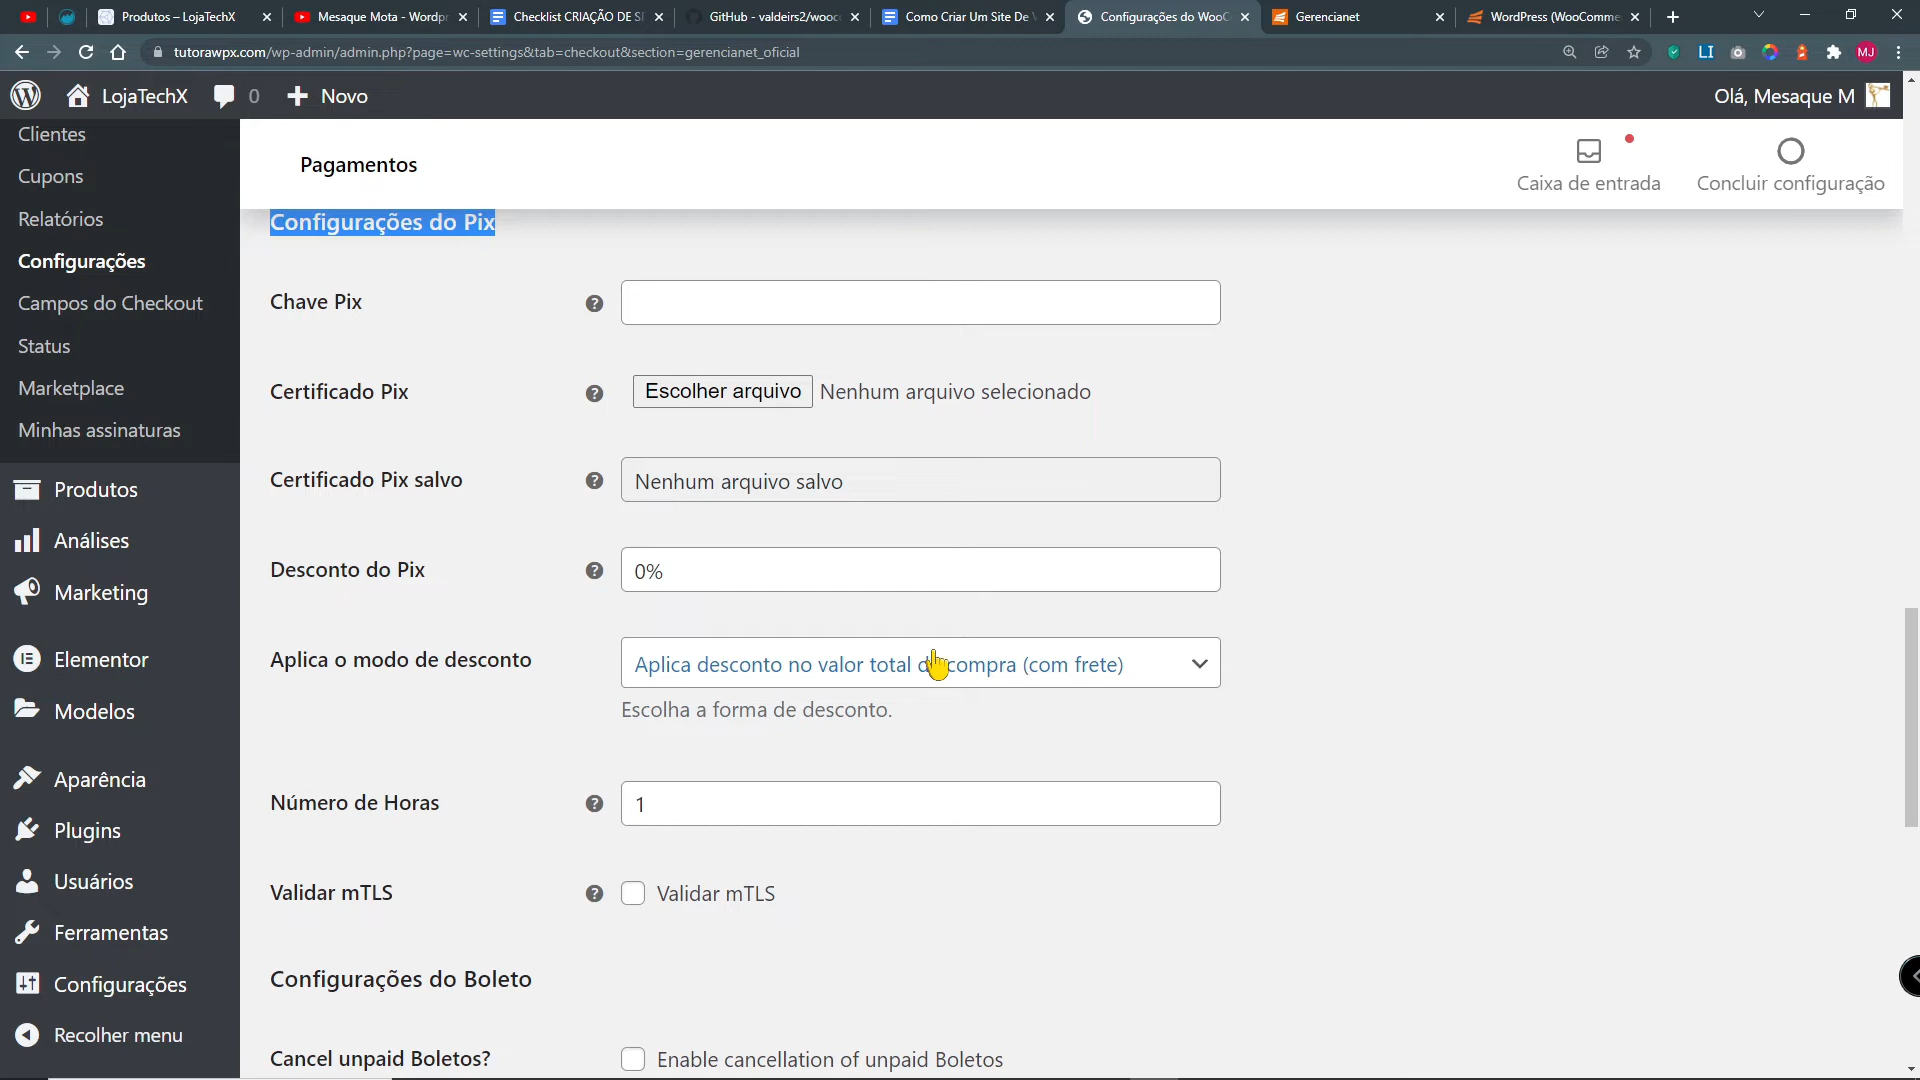 Produtos – LojaTechX
Mesaque Mota - Wordpr
Checklist CRIAÇÃO DE SI
GitHub - valdeirs2/wooc
Como Criar Um Site De
Configurações do WooC
Gerencianet
WordPress (WooComme
tutorawpx.com/wp-admin/admin.php?page=wc-settings&tab=checkout&section=gerencianet_oficial
LI
MJ
LojaTechX
0
Novo
Olá, Mesaque M
Clientes
Cupons
Relatórios
Configurações
Campos do Checkout
Status
Marketplace
Minhas assinaturas
Produtos
Análises
Marketing
Elementor
Modelos
Aparência
Plugins
Usuários
Ferramentas
Configurações
Recolher menu
Pagamentos
Caixa de entrada
Concluir configuração
Configurações do Pix
Chave Pix
Certificado Pix
Escolher arquivo Nenhum arquivo selecionado
Certificado Pix salvo
Nenhum arquivo salvo
Desconto do Pix
0%
Aplica o modo de desconto
Aplica desconto no valor total da compra (com frete)
Escolha a forma de desconto.
Número de Horas
1
Validar mTLS
Validar mTLS
Configurações do Boleto
Cancel unpaid Boletos?
Enable cancellation of unpaid Boletos